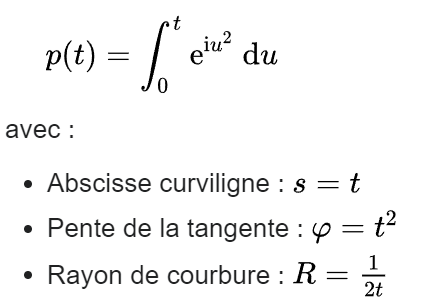 p(t) = ∫₀ᵗ e^{iu²} du
avec :
• Abscisse curviligne : s = t
• Pente de la tangente : φ = t²
• Rayon de courbure : R = 1/2t